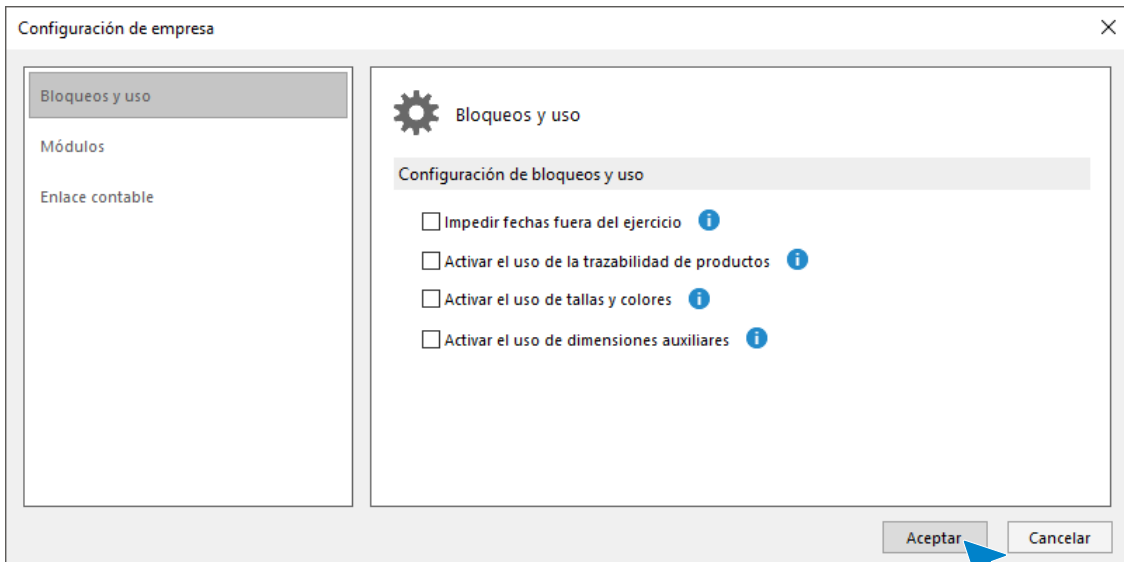 Configuración de empresa
Bloqueos y uso
Módulos
Enlace contable
Bloqueos y uso
Configuración de bloqueos y uso
Impedir fechas fuera del ejercicio
Activar el uso de la trazabilidad de productos
Activar el uso de tallas y colores
Activar el uso de dimensiones auxiliares
Aceptar
Cancelar